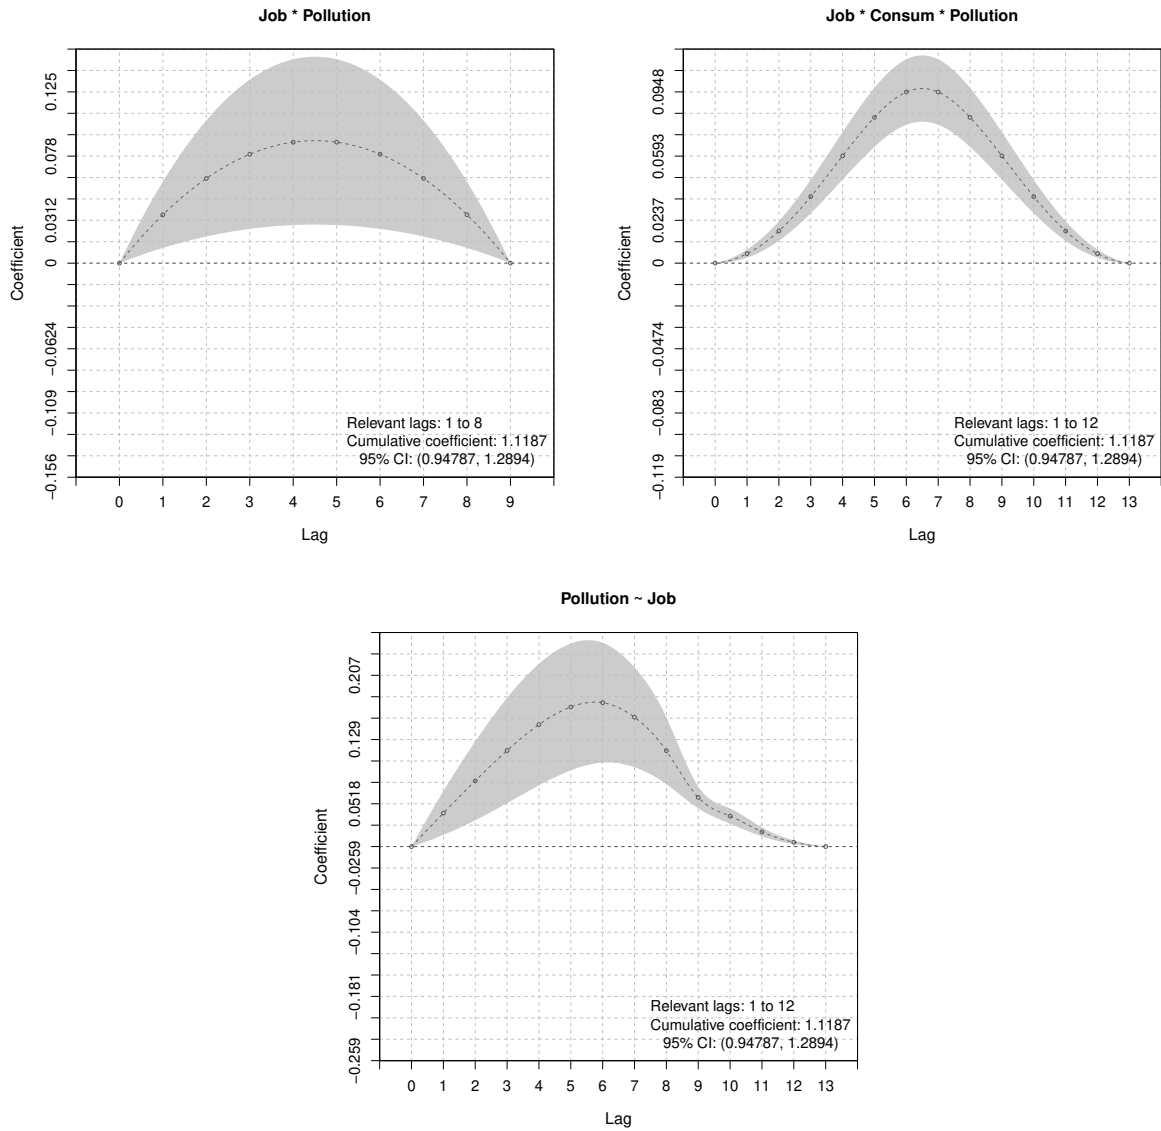 Job * Pollution
Coefficient
0.125
0.078
0.0312
0
−0.0624
−0.109
−0.156
Relevant lags: 1 to 8
Cumulative coefficient: 1.1187
95% CI: (0.94787, 1.2894)
0 1 2 3 4 5 6 7 8 9
Lag
Job * Consum * Pollution
Coefficient
0.0948
0.0593
0.0237
0
−0.0474
−0.083
−0.119
Relevant lags: 1 to 12
Cumulative coefficient: 1.1187
95% CI: (0.94787, 1.2894)
0 1 2 3 4 5 6 7 8 9 10 11 12 13
Lag
Pollution ~ Job
Coefficient
0.207
0.129
0.0518
−0.0259
−0.104
−0.181
−0.259
Relevant lags: 1 to 12
Cumulative coefficient: 1.1187
95% CI: (0.94787, 1.2894)
0 1 2 3 4 5 6 7 8 9 10 11 12 13
Lag